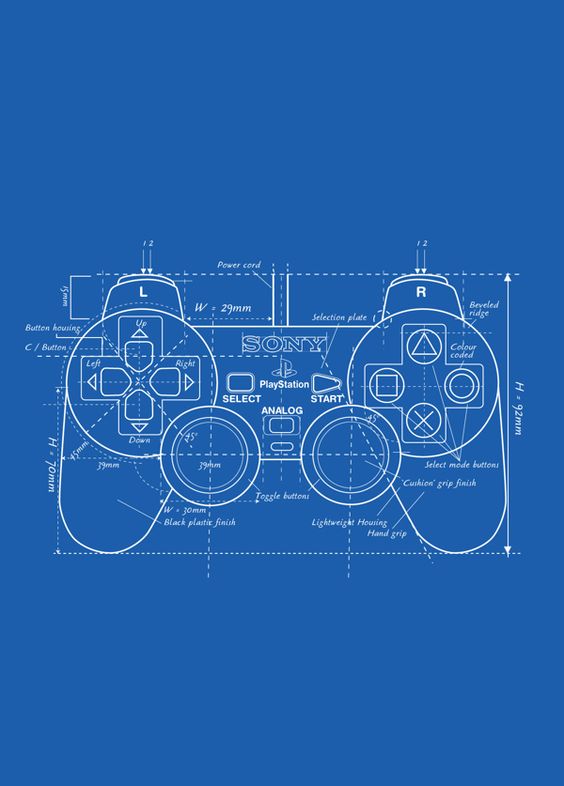 1 2
1 2
Power cord
L
R
15mm
W = 29mm
Beveled
ridge
Selection plate
Button housing
Up
C / Button
SONY
Colour
coded
Left
Right
PlayStation
SELECT
START
H = 92mm
ANALOG
Down
45°
45
H = 70mm
45mm
39mm
39mm
Select mode buttons
Cushion' grip finish
Toggle buttons
W = 30mm
Black plastic finish
Lightweight Housing
Hand grip